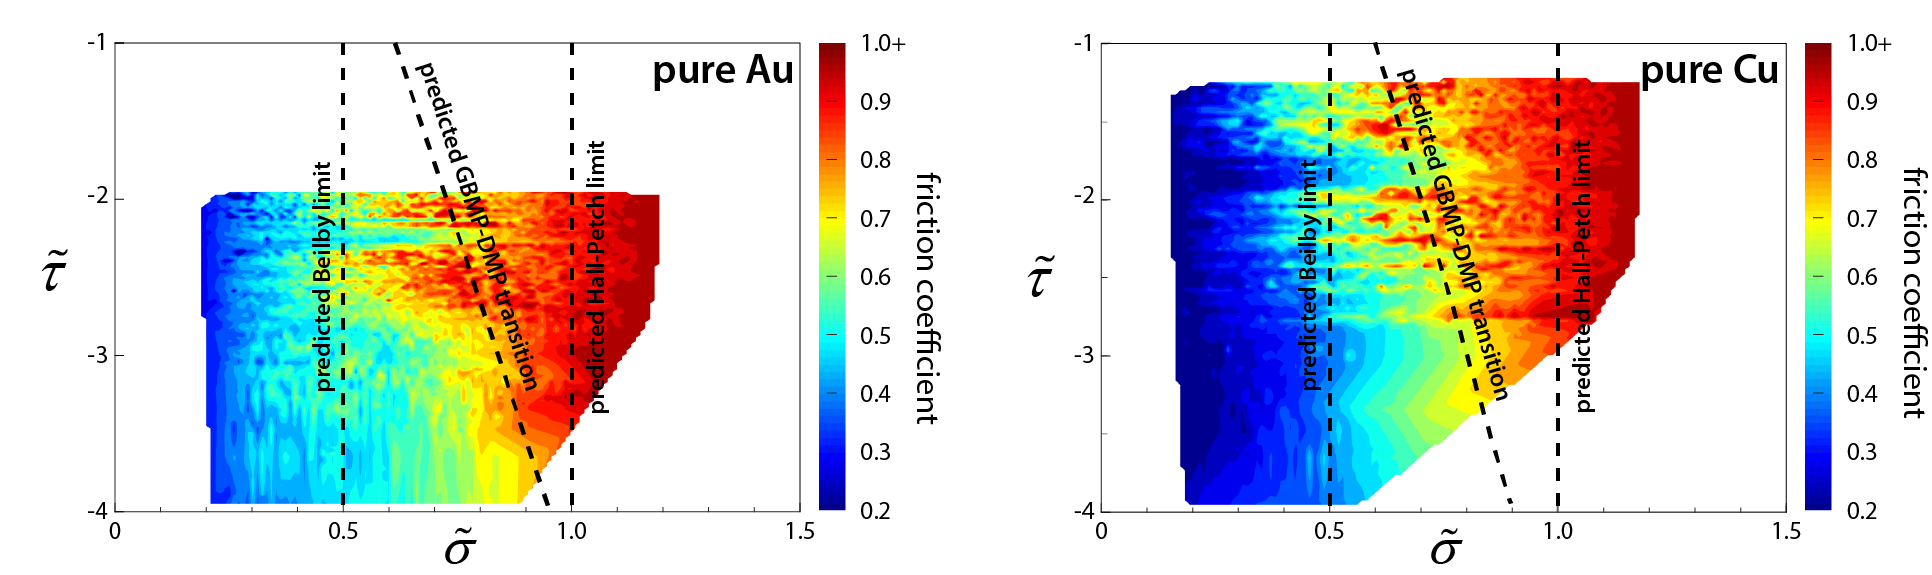 pure Au
-1
-2
-3
-4
0
0.5
1.0
1.5
τ̃
σ̃
predicted Beilby limit
predicted GBMP-DMP transition
predicted Hall-Petch limit
1.0+
0.9
0.8
0.7
0.6
0.5
0.4
0.3
0.2
friction coefficient
pure Cu
-1
-2
-3
-4
0
0.5
1.0
1.5
τ̃
σ̃
predicted Beilby limit
predicted GBMP-DMP transition
predicted Hall-Petch limit
1.0+
0.9
0.8
0.7
0.6
0.5
0.4
0.3
0.2
friction coefficient